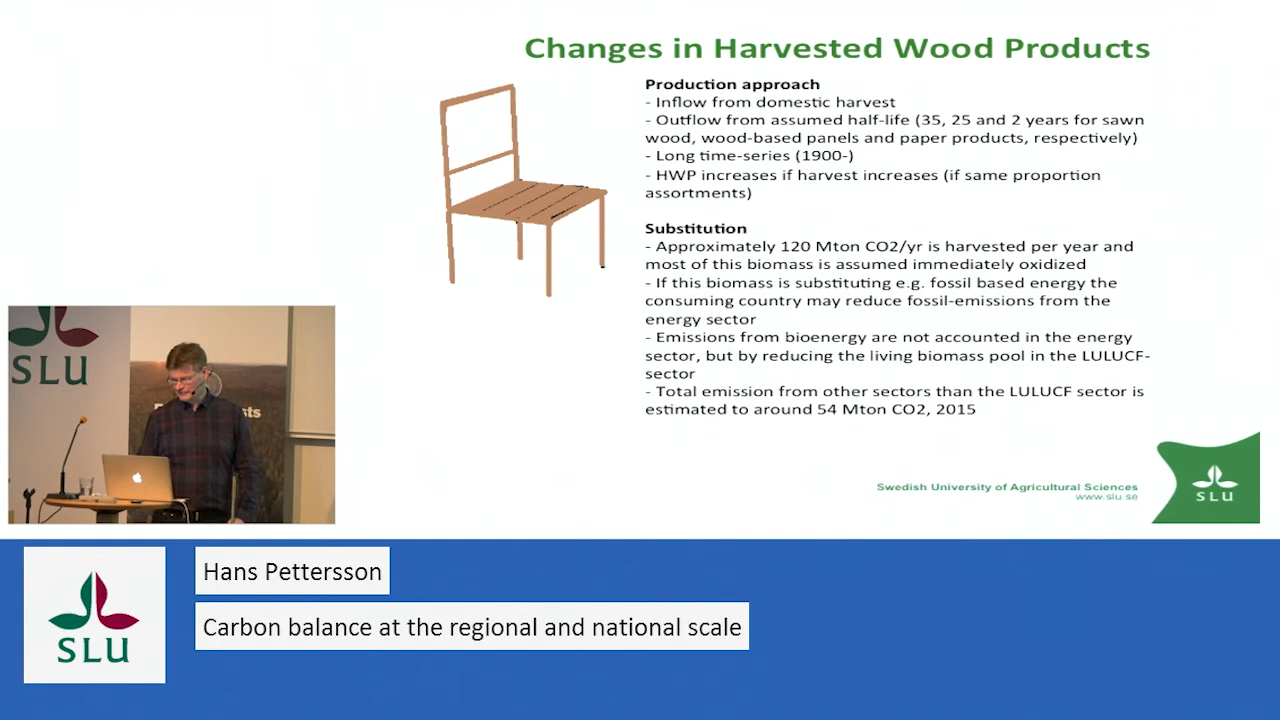 Changes in Harvested Wood Products
Production approach
- Inflow from domestic harvest
- Outflow from assumed half-life (35, 25 and 2 years for sawn
wood, wood-based panels and paper products, respectively)
- Long time-series (1900-)
- HWP increases if harvest increases (if same proportion
assortments)
Substitution
- Approximately 120 Mton CO2/yr is harvested per year and
most of this biomass is assumed immediately oxidized
- If this biomass is substituting e.g. fossil based energy the
consuming country may reduce fossil-emissions from the
energy sector
- Emissions from bioenergy are not accounted in the energy
sector, but by reducing the living biomass pool in the LULUCF-
sector
- Total emission from other sectors than the LULUCF sector is
estimated to around 54 Mton CO2, 2015
SLU
Swedish University of Agricultural Sciences
www.slu.se
SLU
SLU
Hans Pettersson
Carbon balance at the regional and national scale